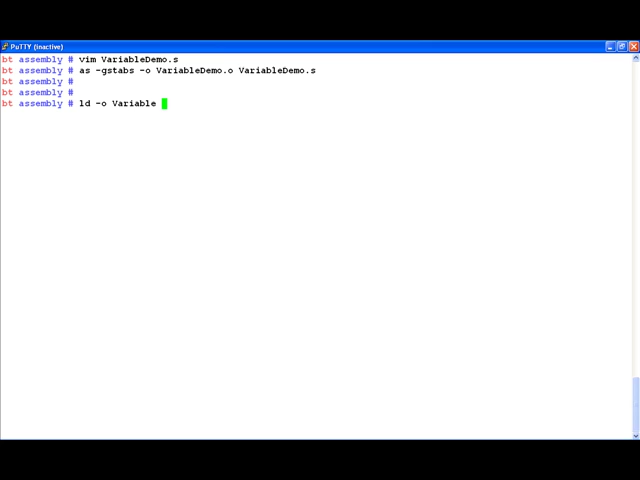 PuTTY (inactive)
bt assembly # vim VariableDemo.s
bt assembly # as -gstabs -o VariableDemo.o VariableDemo.s
bt assembly #
bt assembly #
bt assembly # ld -o Variable